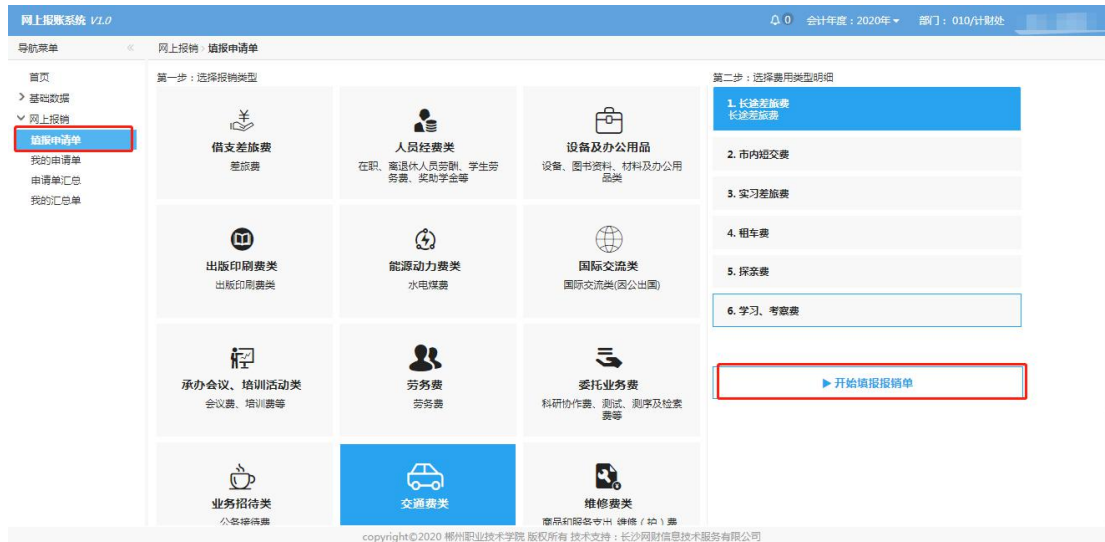 网上报账系统 V1.0
0 会计年度：2020年 部门：010/计财处
导航菜单
网上报销 填报申请单
首页
基础数据
网上报销
填报申请单
我的申请单
申请单汇总
我的汇总单
第一步：选择报销类型
借支差旅费
差旅费
人员经费类
在职、离退休人员劳酬、学生劳
务费、奖助学金等
设备及办公用品
设备、图书资料、材料及办公用
品类
出版印刷费类
出版印刷费类
能源动力费类
水电煤费
国际交流类
国际交流类(因公出国)
承办会议、培训活动类
会议费、培训费等
劳务费
劳务费
委托业务费
科研协作费、测试、测序及检索
费等
业务招待类
公务接待费
交通费类
维修费类
商品和服务支出 维修（护）费
第二步：选择费用类型明细
1. 长途差旅费
长途差旅费
2. 市内短交费
3. 实习差旅费
4. 租车费
5. 探亲费
6. 学习、考察费
开始填报报销单
copyright©2020 郴州职业技术学院 版权所有 技术支持：长沙网财信息技术服务有限公司